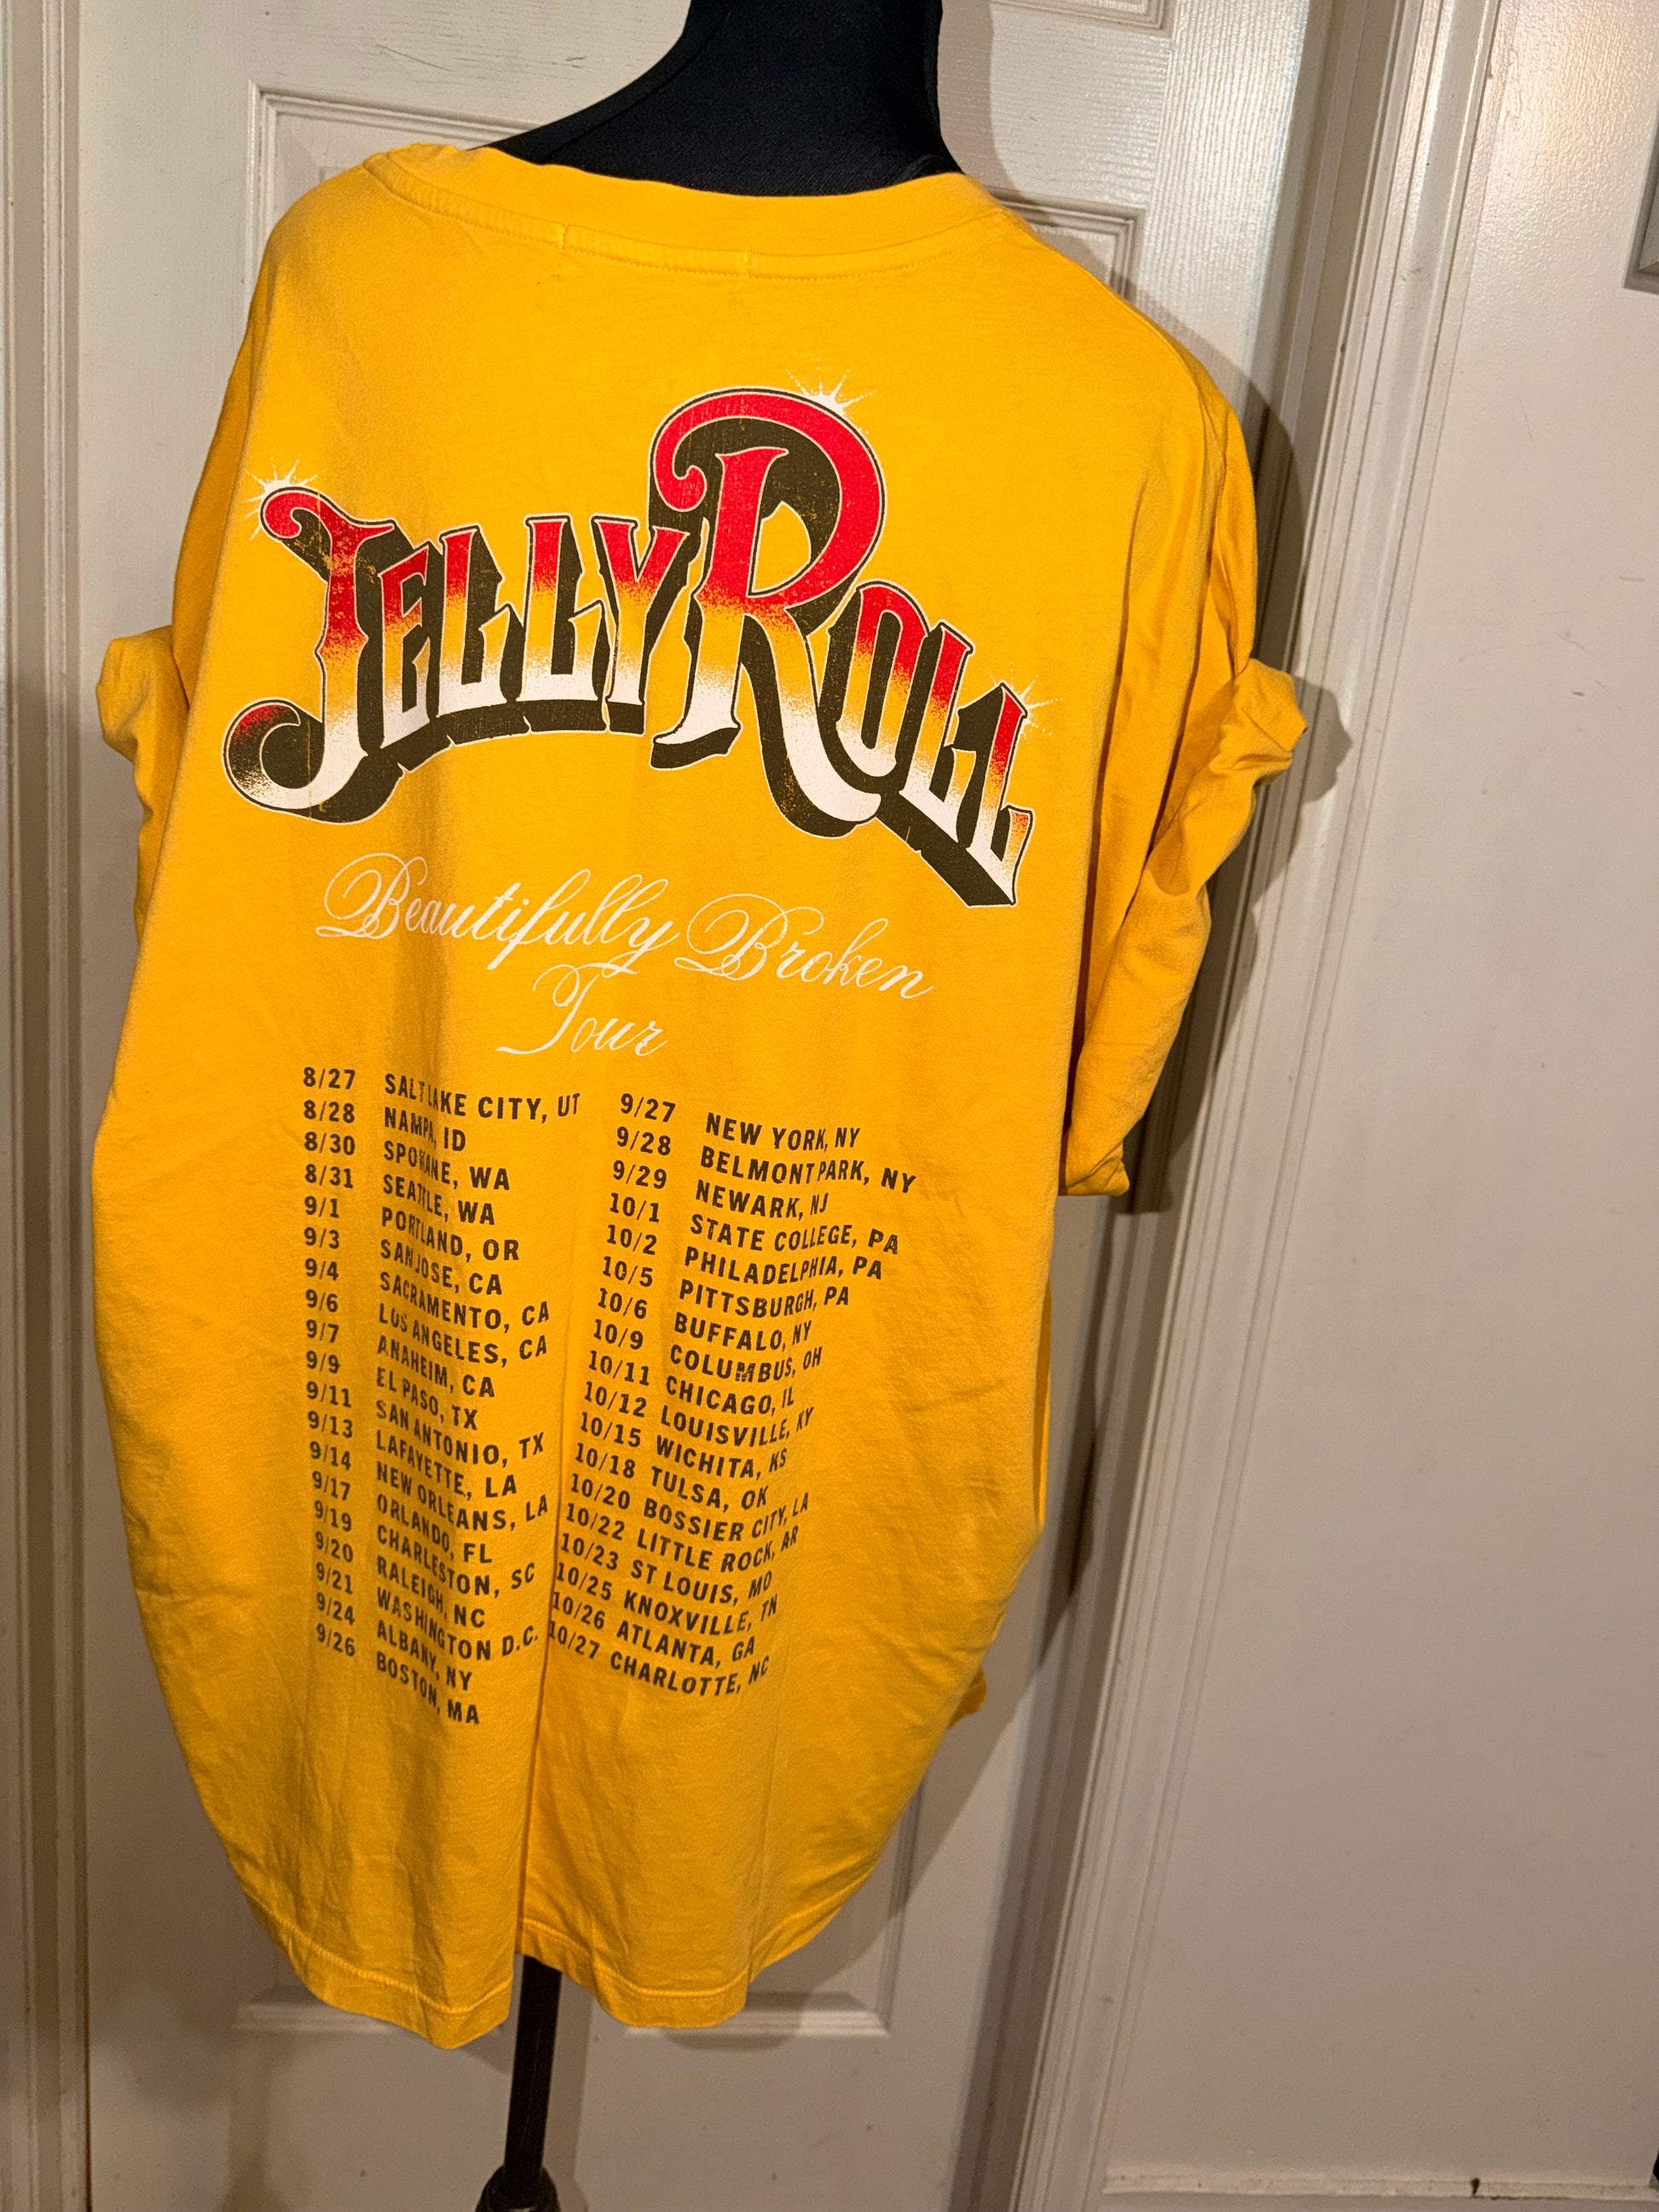 JELLY ROLL
Beautifully Broken
Tour
8/27 SALT LAKE CITY, UT
8/28 NAMPA, ID
8/30 SPOKANE, WA
8/31 SEATTLE, WA
9/1 PORTLAND, OR
9/3 SAN JOSE, CA
9/4 SACRAMENTO, CA
9/6 LOS ANGELES, CA
9/7 ANAHEIM, CA
9/9 EL PASO, TX
9/11 SAN ANTONIO, TX
9/13 LAFAYETTE, LA
9/14 NEW ORLEANS, LA
9/17 ORLANDO, FL
9/19 CHARLESTON, SC
9/20 RALEIGH, NC
9/21 WASHINGTON D.C.
9/24 ALBANY, NY
9/26 BOSTON, MA
9/27 NEW YORK, NY
9/28 BELMONT PARK, NY
9/29 NEWARK, NJ
10/1 STATE COLLEGE, PA
10/2 PHILADELPHIA, PA
10/5 PITTSBURGH, PA
10/6 BUFFALO, NY
10/9 COLUMBUS, OH
10/11 CHICAGO, IL
10/12 LOUISVILLE, KY
10/15 WICHITA, KS
10/18 TULSA, OK
10/20 BOSSIER CITY, LA
10/22 LITTLE ROCK, AR
10/23 ST LOUIS, MO
10/25 KNOXVILLE, TN
10/26 ATLANTA, GA
10/27 CHARLOTTE, NC